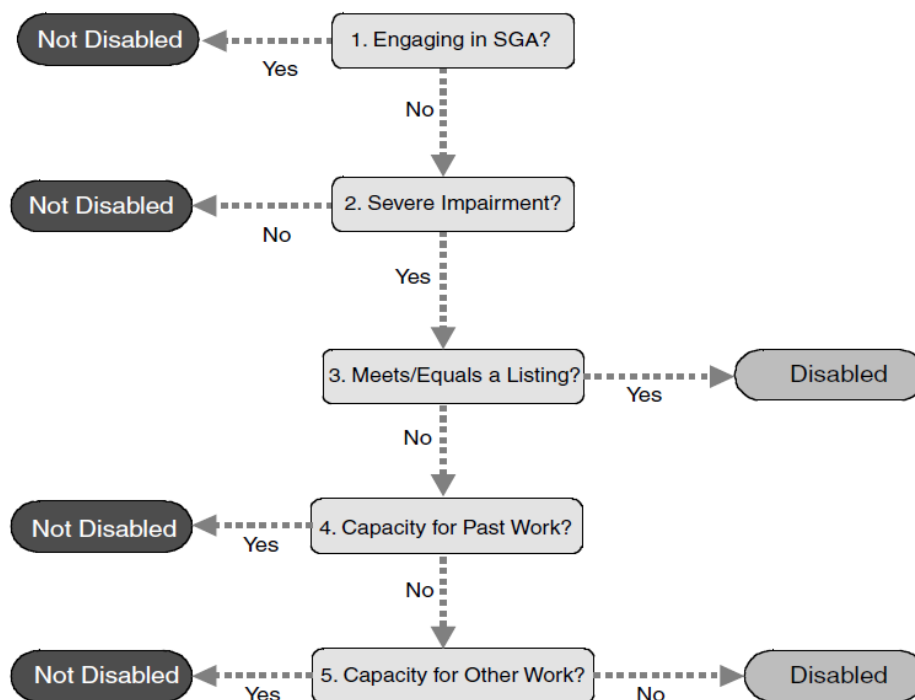 Not Disabled
1. Engaging in SGA?
Yes
No
Not Disabled
2. Severe Impairment?
No
Yes
3. Meets/Equals a Listing?
Disabled
Yes
No
Not Disabled
4. Capacity for Past Work?
Yes
No
Not Disabled
5. Capacity for Other Work?
Disabled
Yes
No